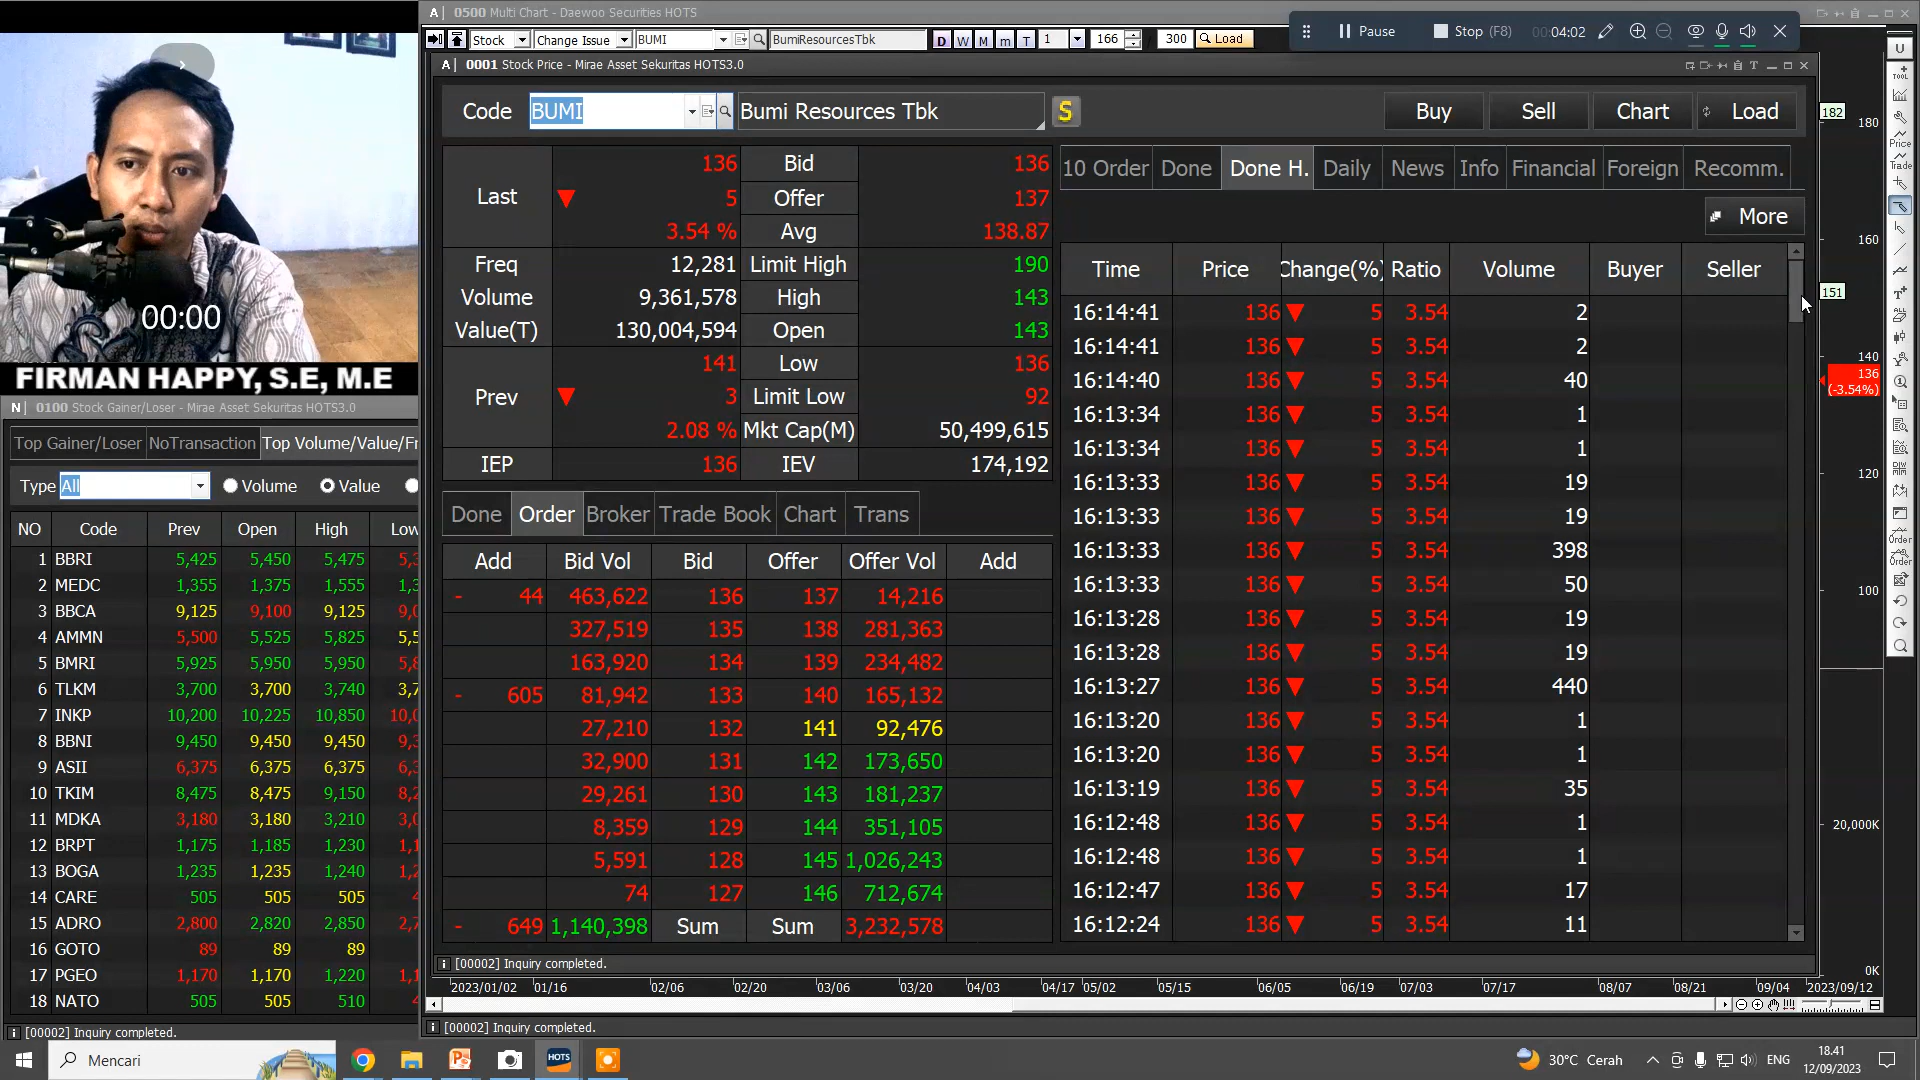 0500 Multi Chart - Daewoo Securities HOTS
Stock Change Issue BUMI BumiResourcesTbk D W M m T 1 166 300 Load
Pause Stop (F8) 00:04:02
0001 Stock Price - Mirae Asset Sekuritas HOTS3.0
Code BUMI Bumi Resources Tbk S Buy Sell Chart Load
Last 136 Bid 136
5 Offer 137
3.54 % Avg 138.87
Freq 12,281 Limit High 190
Volume 9,361,578 High 143
Value(T) 130,004,594 Open 143
Prev 141 Low 136
3 Limit Low 92
2.08 % Mkt Cap(M) 50,499,615
IEP 136 IEV 174,192
Done Order Broker Trade Book Chart Trans
Add Bid Vol Bid Offer Offer Vol Add
- 44 463,622 136 137 14,216
327,519 135 138 281,363
163,920 134 139 234,482
- 605 81,942 133 140 165,132
27,210 132 141 92,476
32,900 131 142 173,650
29,261 130 143 181,237
8,359 129 144 351,105
5,591 128 145 1,026,243
74 127 146 712,674
- 649 1,140,398 Sum Sum 3,232,578
[00002] Inquiry completed.
10 Order Done Done H. Daily News Info Financial Foreign Recomm.
More
Time Price Change(%) Ratio Volume Buyer Seller
16:14:41 136 5 3.54 2
16:14:41 136 5 3.54 2
16:14:40 136 5 3.54 40
16:13:34 136 5 3.54 1
16:13:34 136 5 3.54 1
16:13:33 136 5 3.54 19
16:13:33 136 5 3.54 19
16:13:33 136 5 3.54 398
16:13:33 136 5 3.54 50
16:13:28 136 5 3.54 19
16:13:28 136 5 3.54 19
16:13:27 136 5 3.54 440
16:13:20 136 5 3.54 1
16:13:20 136 5 3.54 1
16:13:19 136 5 3.54 35
16:12:48 136 5 3.54 1
16:12:48 136 5 3.54 1
16:12:47 136 5 3.54 17
16:12:24 136 5 3.54 11
182
180
160
151
140
136
(-3.54%)
120
100
20,000K
0K
U
TOOL
Price
Trade
ALL
DIW
Order
Order
2023/01/02 01/16 02/06 02/20 03/06 03/20 04/03 04/17 05/02 05/15 06/05 06/19 07/03 07/17 08/07 08/21 09/04 2023/09/12
[00002] Inquiry completed.
00:00
FIRMAN HAPPY, S.E, M.E
0100 Stock Gainer/Loser - Mirae Asset Sekuritas HOTS3.0
Top Gainer/Loser NoTransaction Top Volume/Value/Fr
Type All Volume Value
NO Code Prev Open High Low
1 BBRI 5,425 5,450 5,475
2 MEDC 1,355 1,375 1,555
3 BBCA 9,125 9,100 9,125
4 AMMN 5,500 5,525 5,825
5 BMRI 5,925 5,950 5,950
6 TLKM 3,700 3,700 3,740
7 INKP 10,200 10,225 10,850
8 BBNI 9,450 9,450 9,450
9 ASII 6,375 6,375 6,375
10 TKIM 8,475 8,475 9,150
11 MDKA 3,180 3,180 3,210
12 BRPT 1,175 1,185 1,230
13 BOGA 1,235 1,235 1,240
14 CARE 505 505 505
15 ADRO 2,800 2,820 2,850
16 GOTO 89 89 89
17 PGEO 1,170 1,170 1,220
18 NATO 505 505 510
[00002] Inquiry completed.
Mencari
HOTS
30°C Cerah ENG 18.41
12/09/2023